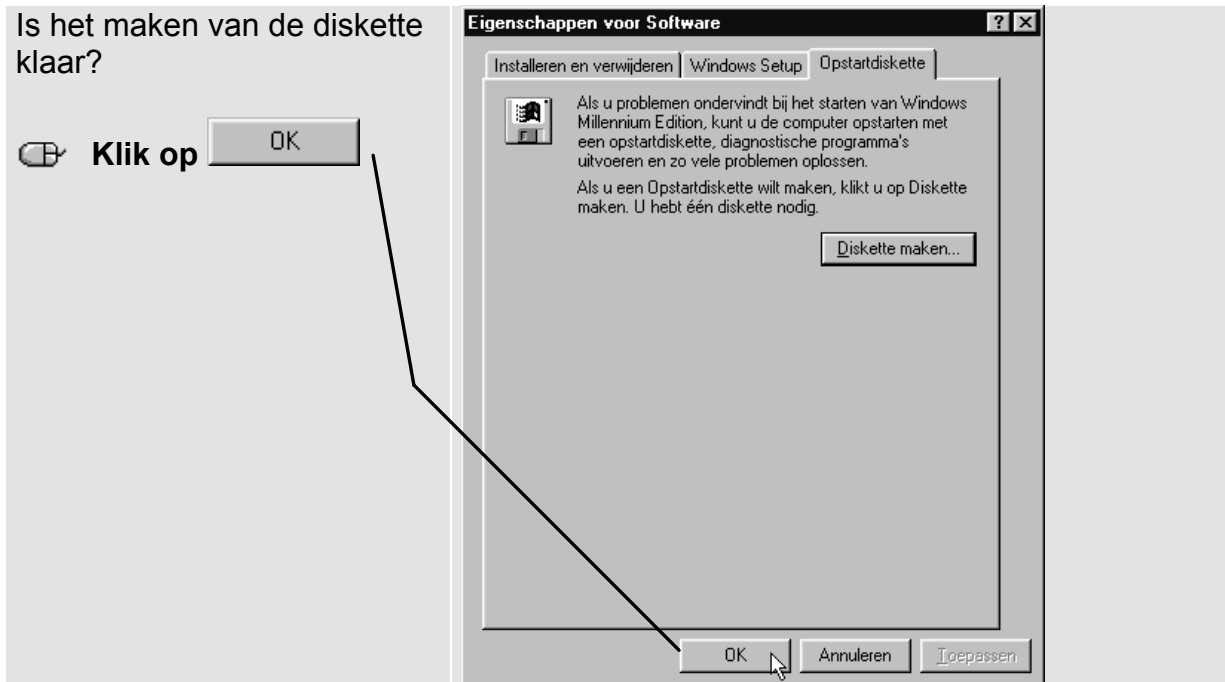 Is het maken van de diskette
klaar?
Klik op OK
Eigenschappen voor Software
Installeren en verwijderen Windows Setup Opstartdiskette
Als u problemen ondervindt bij het starten van Windows
Millennium Edition, kunt u de computer opstarten met
een opstartdiskette, diagnostische programma's
uitvoeren en zo vele problemen oplossen.
Als u een Opstartdiskette wilt maken, klikt u op Diskette
maken. U hebt één diskette nodig.
Diskette maken...
OK Annuleren Toepassen